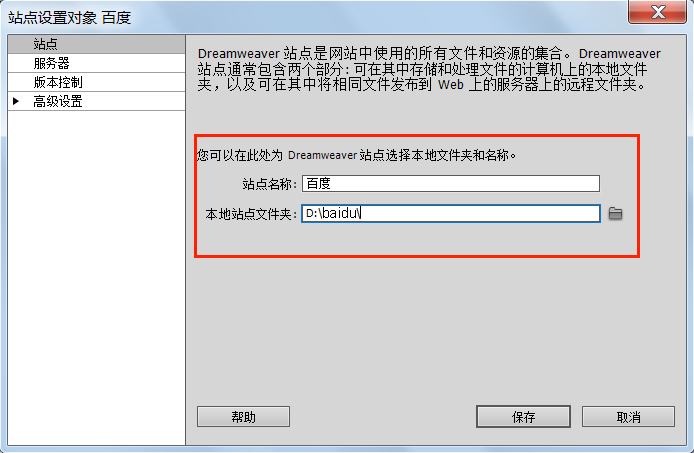 站点设置对象 百度
站点
服务器
版本控制
高级设置
Dreamweaver 站点是网站中使用的所有文件和资源的集合。Dreamweaver
站点通常包含两个部分：可在其中存储和处理文件的计算机上的本地文件
夹，以及可在其中将相同文件发布到 Web 上的服务器上的远程文件夹。
您可以在此处为 Dreamweaver 站点选择本地文件夹和名称。
站点名称：百度
本地站点文件夹：D:\baidu\
帮助 保存 取消